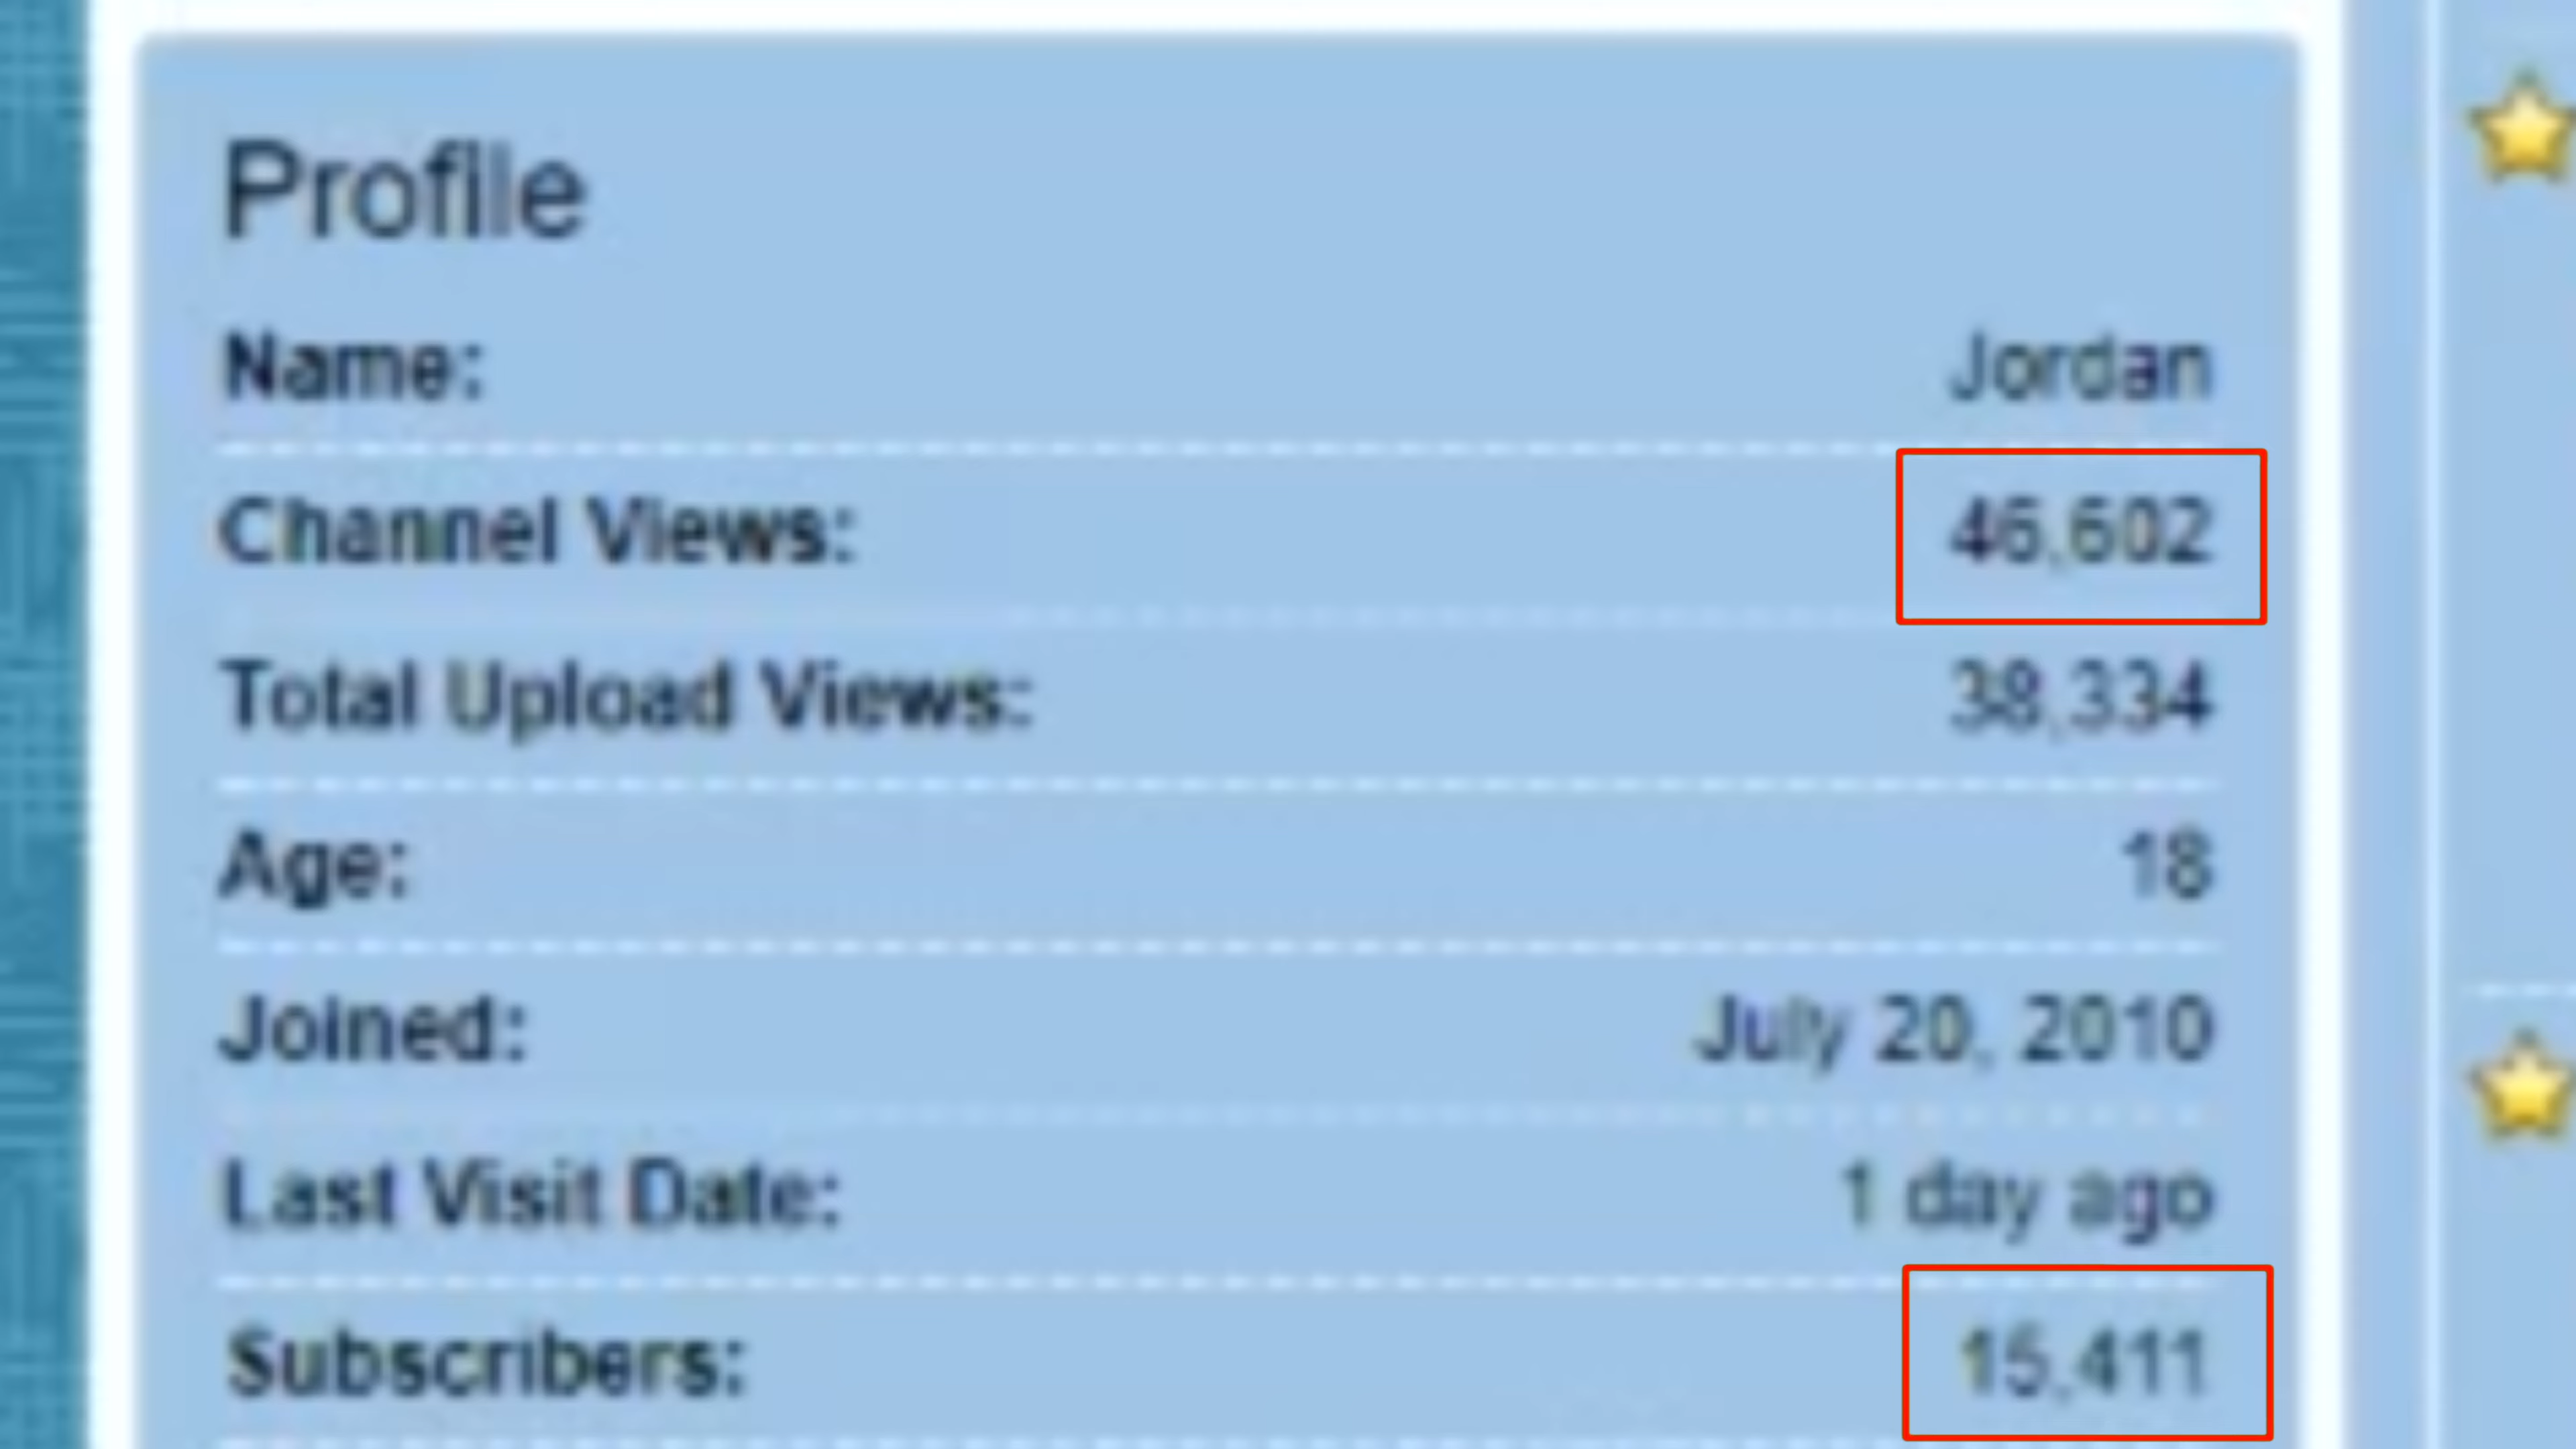 Profile
Name: Jordan
Channel Views: 46,602
Total Upload Views: 38,334
Age: 18
Joined: July 20, 2010
Last Visit Date: 1 day ago
Subscribers: 15,411